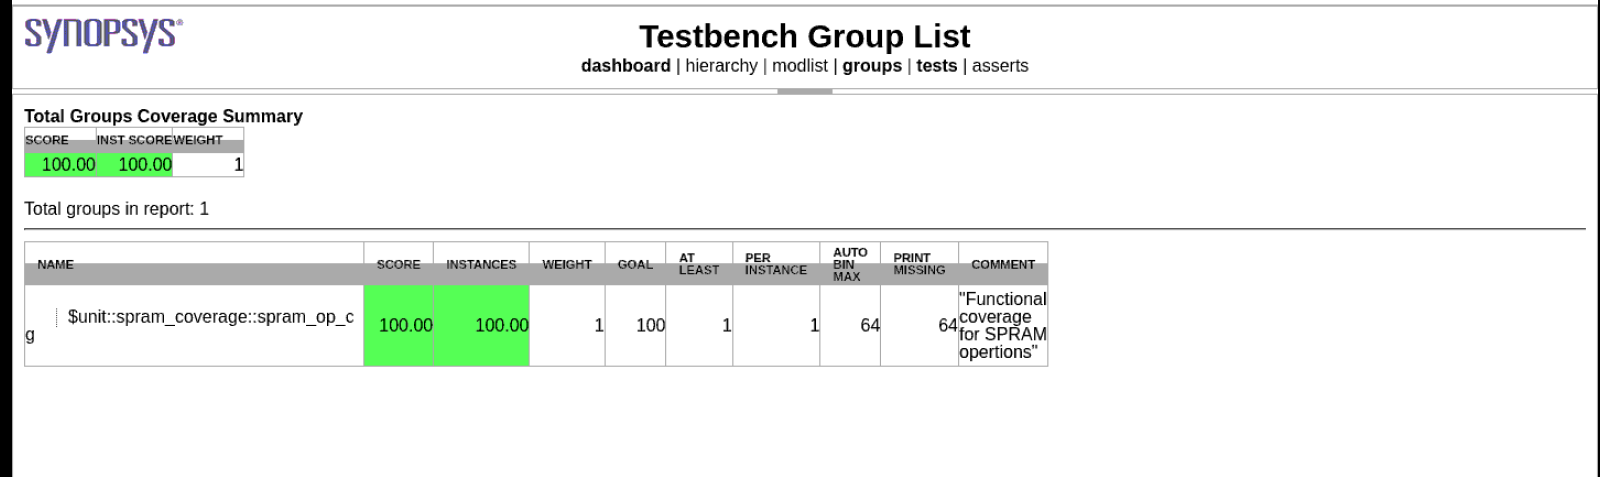 SYNOPSYS®
Testbench Group List
dashboard | hierarchy | modlist | groups | tests | asserts
Total Groups Coverage Summary
SCORE INST SCORE WEIGHT
100.00 100.00 1
Total groups in report: 1
NAME SCORE INSTANCES WEIGHT GOAL AT LEAST PER INSTANCE AUTO BIN MAX PRINT MISSING COMMENT
$unit::spram_coverage::spram_op_c
g
100.00 100.00 1 100 1 1 64 64
"Functional
coverage
for SPRAM
opertions"